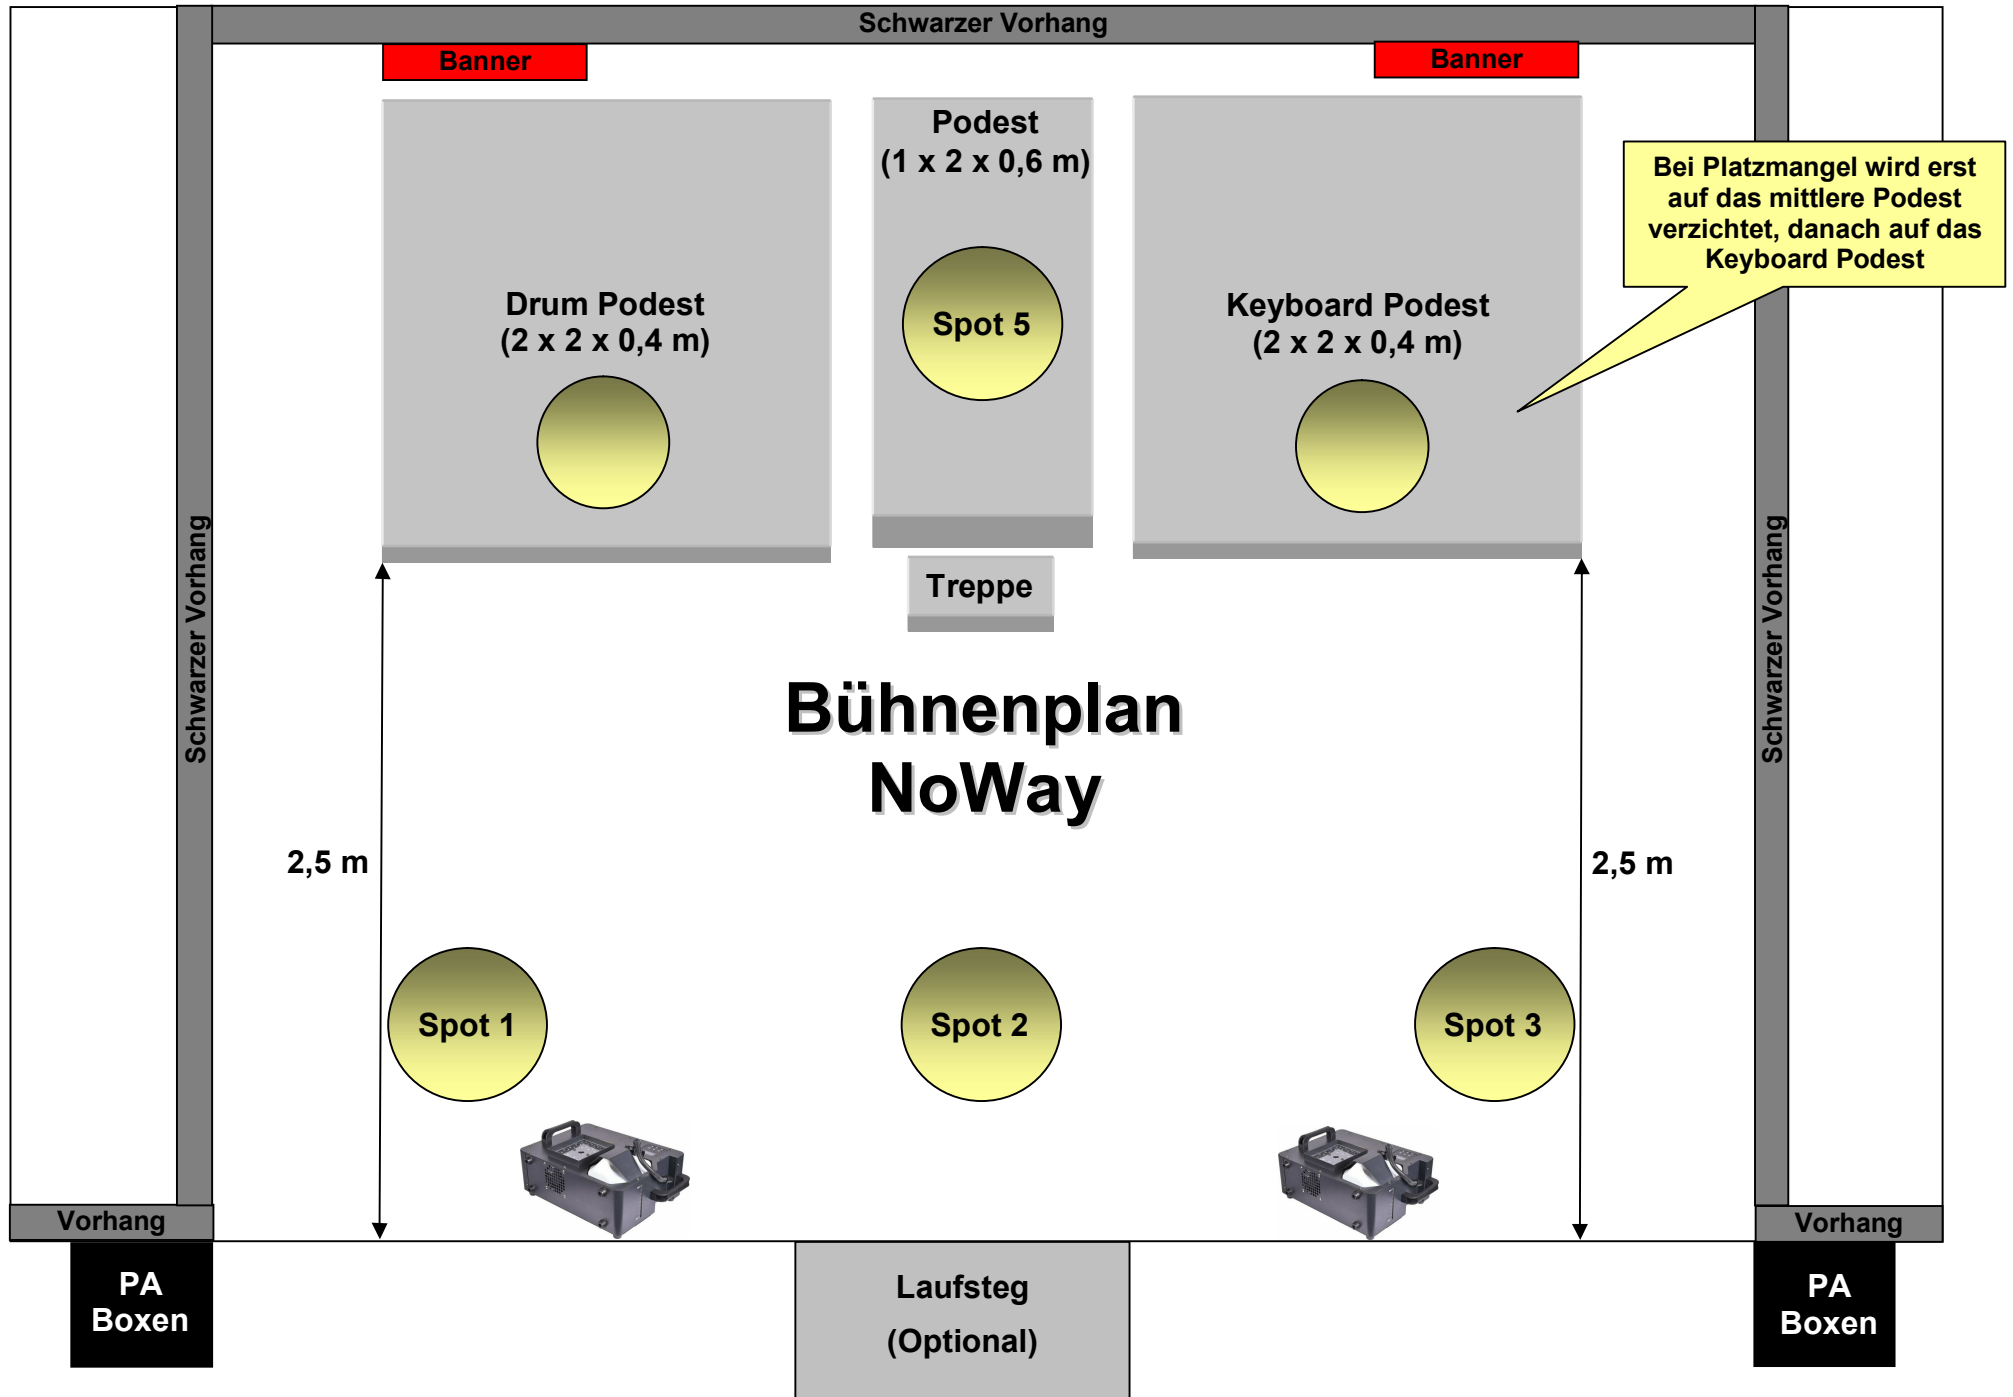 Schwarzer Vorhang
Banner
Banner
Podest
(1 x 2 x 0,6 m)
Bei Platzmangel wird erst
auf das mittlere Podest
verzichtet, danach auf das
Keyboard Podest
Drum Podest
(2 x 2 x 0,4 m)
Spot 5
Keyboard Podest
(2 x 2 x 0,4 m)
Schwarzer Vorhang
Schwarzer Vorhang
Treppe
Bühnenplan
NoWay
2,5 m
2,5 m
Spot 1
Spot 2
Spot 3
Vorhang
Vorhang
PA
Boxen
Laufsteg
(Optional)
PA
Boxen